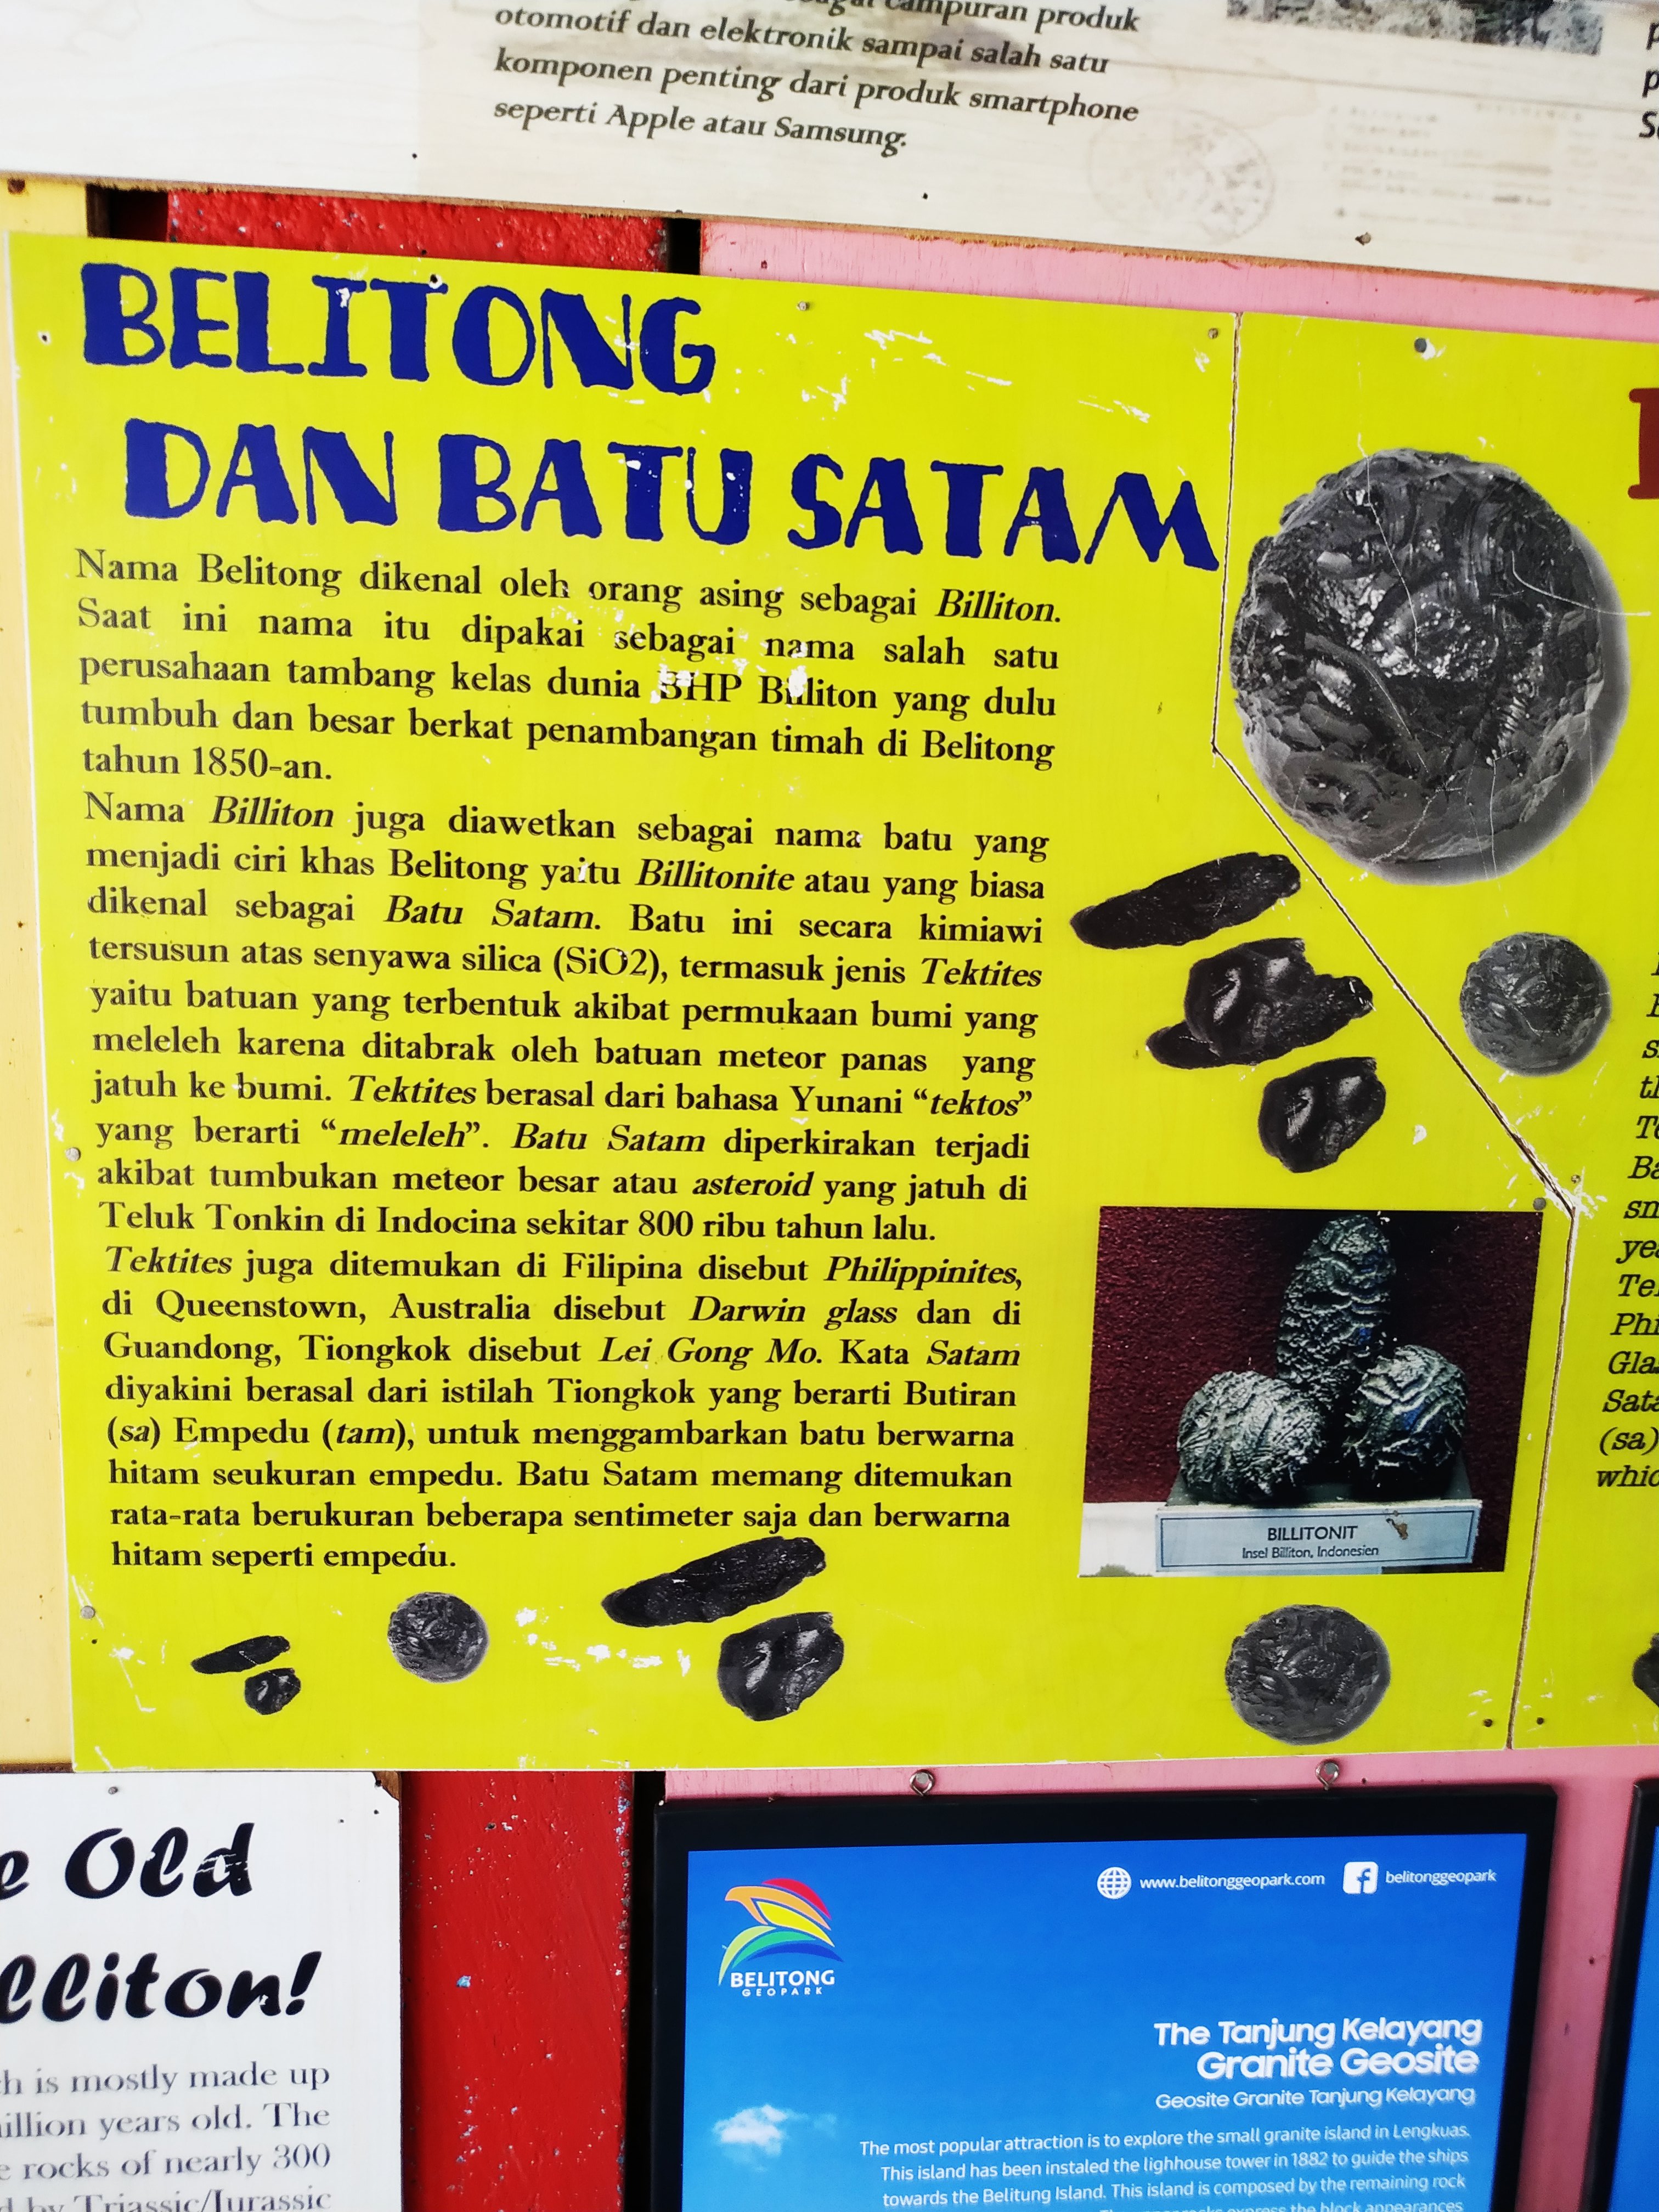 campuran produk
otomotif dan elektronik sampai salah satu
komponen penting dari produk smartphone
seperti Apple atau Samsung.
BELITONG
DAN BATU SATAM
Nama Belitong dikenal oleh orang asing sebagai Billiton.
Saat ini nama itu dipakai sebagai nama salah satu
perusahaan tambang kelas dunia BHP Billiton yang dulu
tumbuh dan besar berkat penambangan timah di Belitong
tahun 1850-an.
Nama Billiton juga diawetkan sebagai nama batu yang
menjadi ciri khas Belitong yaitu Billitonite atau yang biasa
dikenal sebagai Batu Satam. Batu ini secara kimiawi
tersusun atas senyawa silica (SiO2), termasuk jenis Tektites
yaitu batuan yang terbentuk akibat permukaan bumi yang
meleleh karena ditabrak oleh batuan meteor panas yang
jatuh ke bumi. Tektites berasal dari bahasa Yunani “tektos”
yang berarti “meleleh”. Batu Satam diperkirakan terjadi
akibat tumbukan meteor besar atau asteroid yang jatuh di
Teluk Tonkin di Indocina sekitar 800 ribu tahun lalu.
Tektites juga ditemukan di Filipina disebut Philippinites,
di Queenstown, Australia disebut Darwin glass dan di
Guandong, Tiongkok disebut Lei Gong Mo. Kata Satam
diyakini berasal dari istilah Tiongkok yang berarti Butiran
(sa) Empedu (tam), untuk menggambarkan batu berwarna
hitam seukuran empedu. Batu Satam memang ditemukan
rata-rata berukuran beberapa sentimeter saja dan berwarna
hitam seperti empedu.
BILLITONIT
Insel Billiton, Indonesien
(sa)
Old
lliton!
h is mostly made up
illion years old. The
rocks of nearly 300
by Triassic/Jurassic
www.belitonggeopark.com
belitonggeopark
BELITONG
GEOPARK
The Tanjung Kelayang
Granite Geosite
Geosite Granite Tanjung Kelayang
The most popular attraction is to explore the small granite island in Lengkuas.
This island has been instaled the lighhouse tower in 1882 to guide the ships
towards the Belitung Island. This island is composed by the remaining rock
rocks express the block appearances